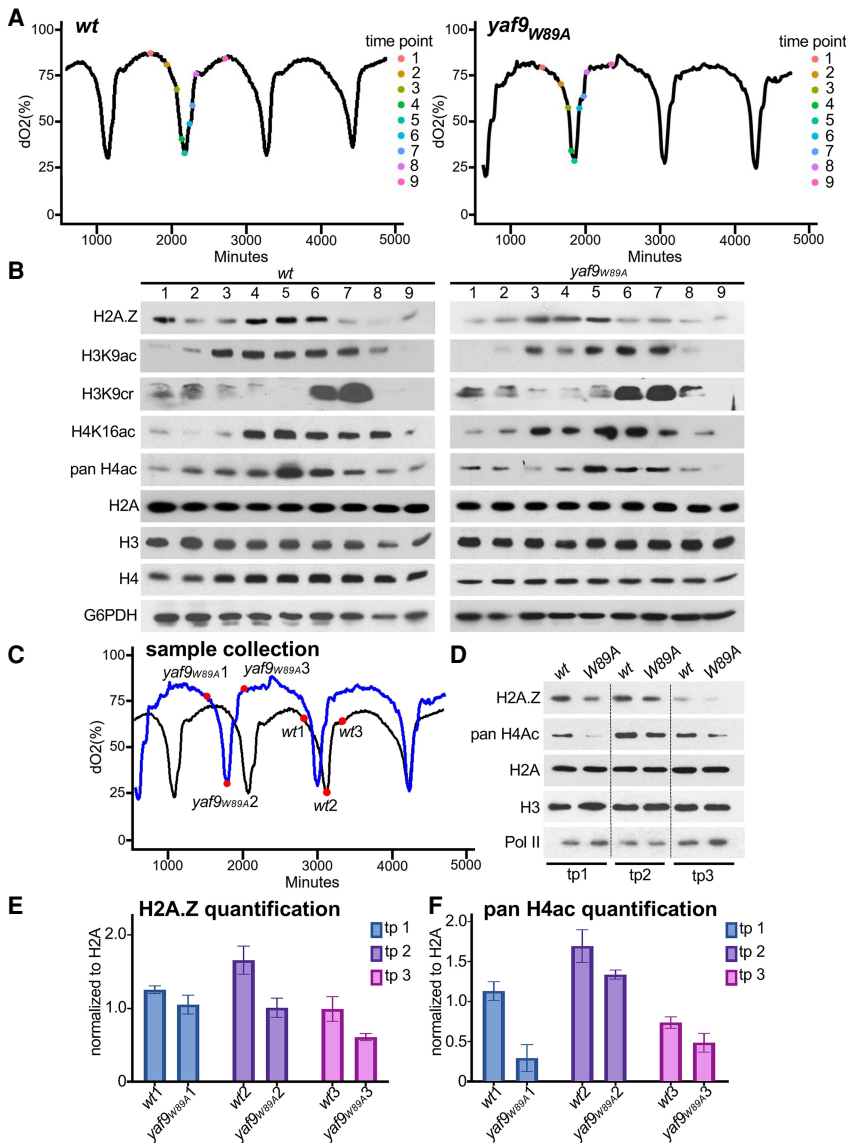 A
wt
yaf9W89A
100
75
50
25
0
dO2(%)
1000 2000 3000 4000 5000
Minutes
time point
1
2
3
4
5
6
7
8
9
100
75
50
25
0
dO2(%)
1000 2000 3000 4000 5000
Minutes
time point
1
2
3
4
5
6
7
8
9
B
wt yaf9W89A
1 2 3 4 5 6 7 8 9 1 2 3 4 5 6 7 8 9
H2A.Z
H3K9ac
H3K9cr
H4K16ac
pan H4ac
H2A
H3
H4
G6PDH
C
sample collection
yaf9W89A1 yaf9W89A3
100
75
50
25
0
dO2(%)
wt1 wt3
yaf9W89A2 wt2
1000 2000 3000 4000 5000
Minutes
D
wt W89A wt W89A wt W89A
H2A.Z
pan H4Ac
H2A
H3
Pol II
tp1 tp2 tp3
E
H2A.Z quantification
normalized to H2A
2.0
1.0
0
tp 1
tp 2
tp 3
wt1 yaf9W89A1 wt2 yaf9W89A2 wt3 yaf9W89A3
F
pan H4ac quantification
normalized to H2A
2.0
1.5
1.0
0.5
0
tp 1
tp 2
tp 3
wt1 yaf9W89A1 wt2 yaf9W89A2 wt3 yaf9W89A3